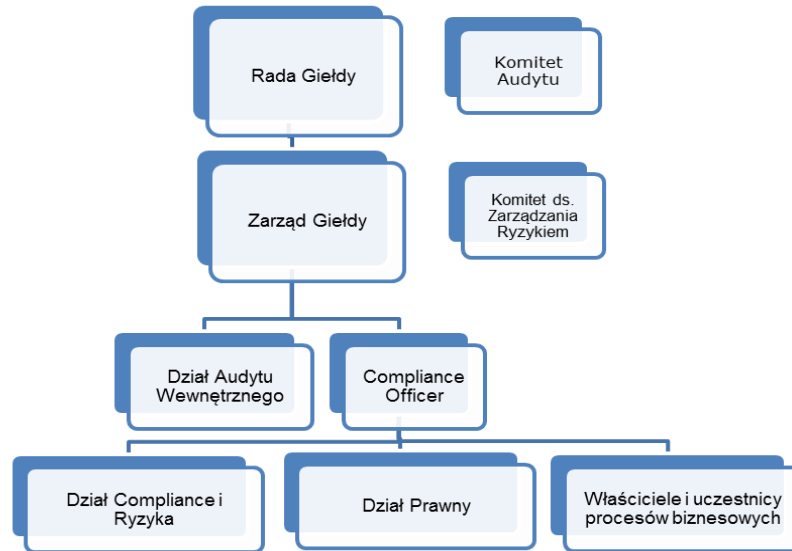 Rada Giełdy
Komitet
Audytu
Zarząd Giełdy
Komitet ds.
Zarządzania
Ryzykiem
Dział Audytu
Wewnętrznego
Compliance
Officer
Dział Compliance i
Ryzyka
Dział Prawny
Właściciele i uczestnicy
procesów biznesowych